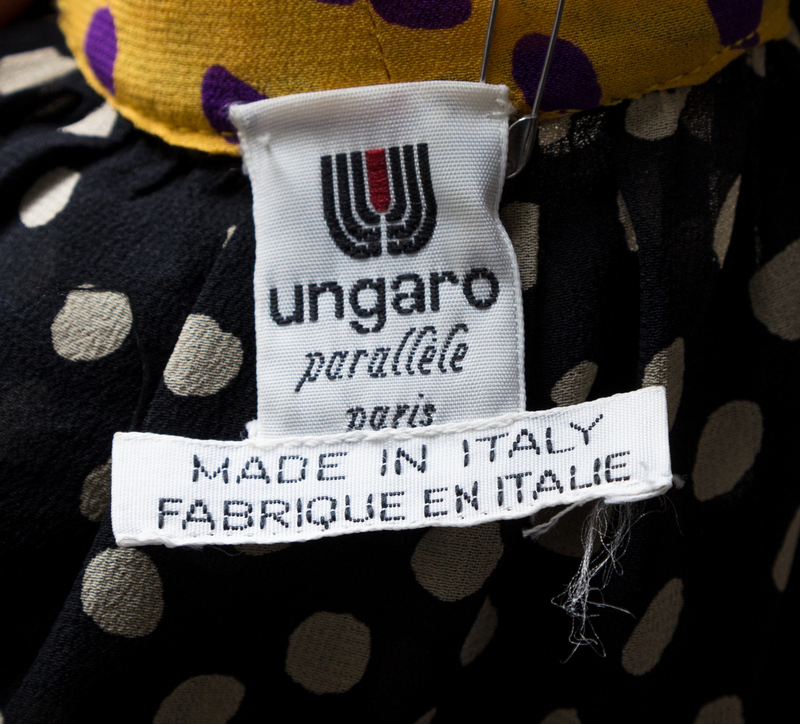 ungaro
parallèle
paris
MADE IN ITALY
FABRIQUE EN ITALIE